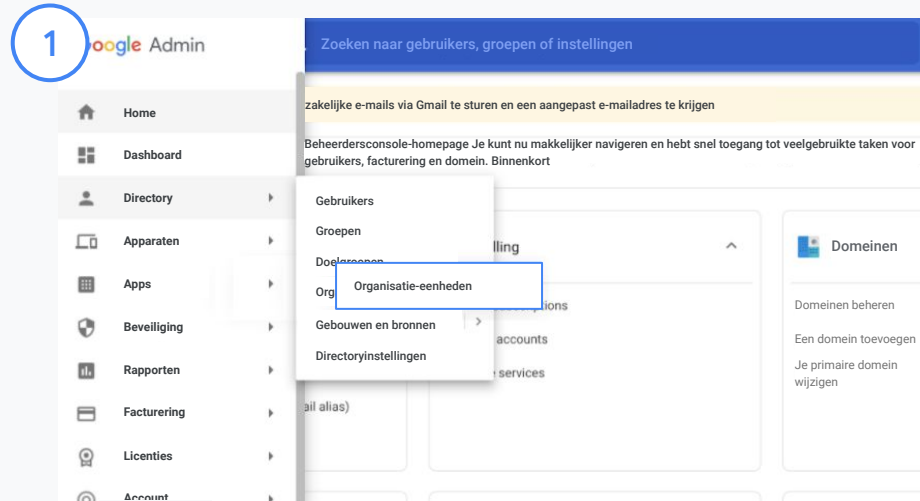 1
oogle Admin
Zoeken naar gebruikers, groepen of instellingen
zakelijke e-mails via Gmail te sturen en een aangepast e-mailadres te krijgen
Beheerdersconsole-homepage Je kunt nu makkelijker navigeren en hebt snel toegang tot veelgebruikte taken voor
gebruikers, facturering en domein. Binnenkort
Home
Dashboard
Directory
Apparaten
Apps
Beveiliging
Rapporten
Facturering
Licenties
Account
Gebruikers
Groepen
Doelgroepen
Org
Organisatie-eenheden
Gebouwen en bronnen
Directoryinstellingen
lling
ptions
accounts
services
ail alias)
Domeinen
Domeinen beheren
Een domein toevoegen
Je primaire domein
wijzigen